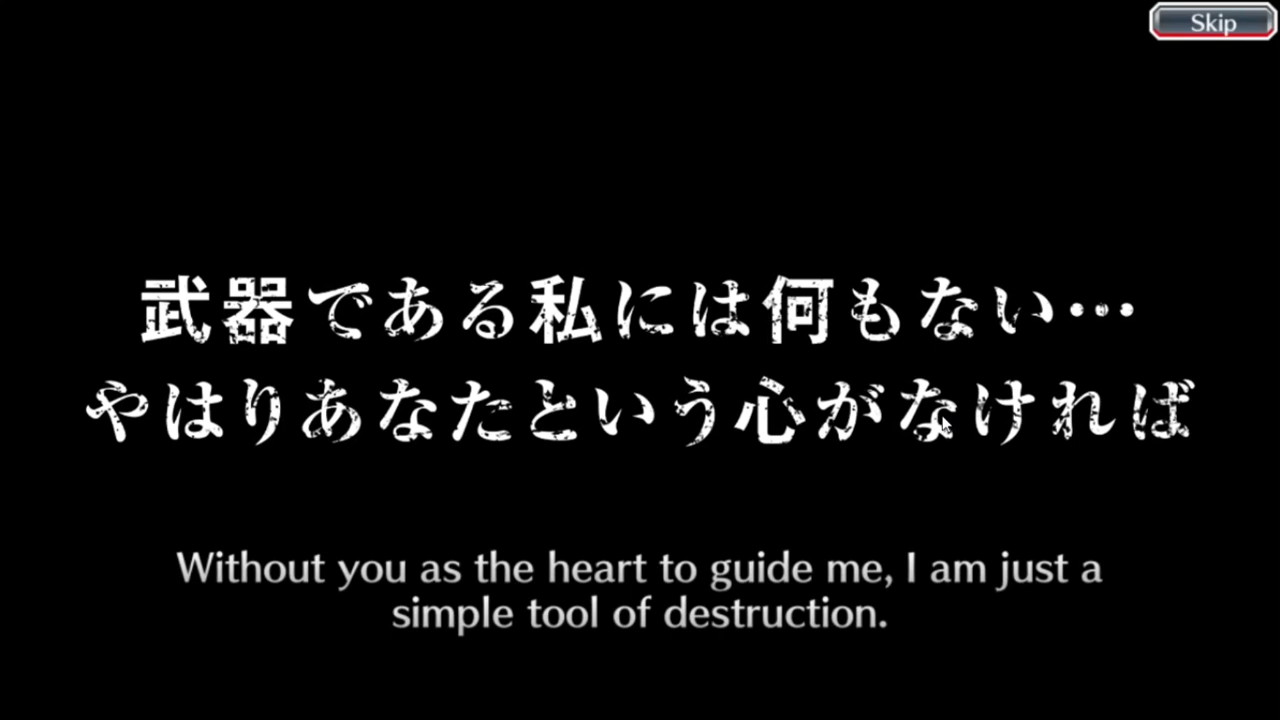 Skip
武器である私には何もない…
やはりあなたという心がなければ
Without you as the heart to guide me, I am just a
simple tool of destruction.